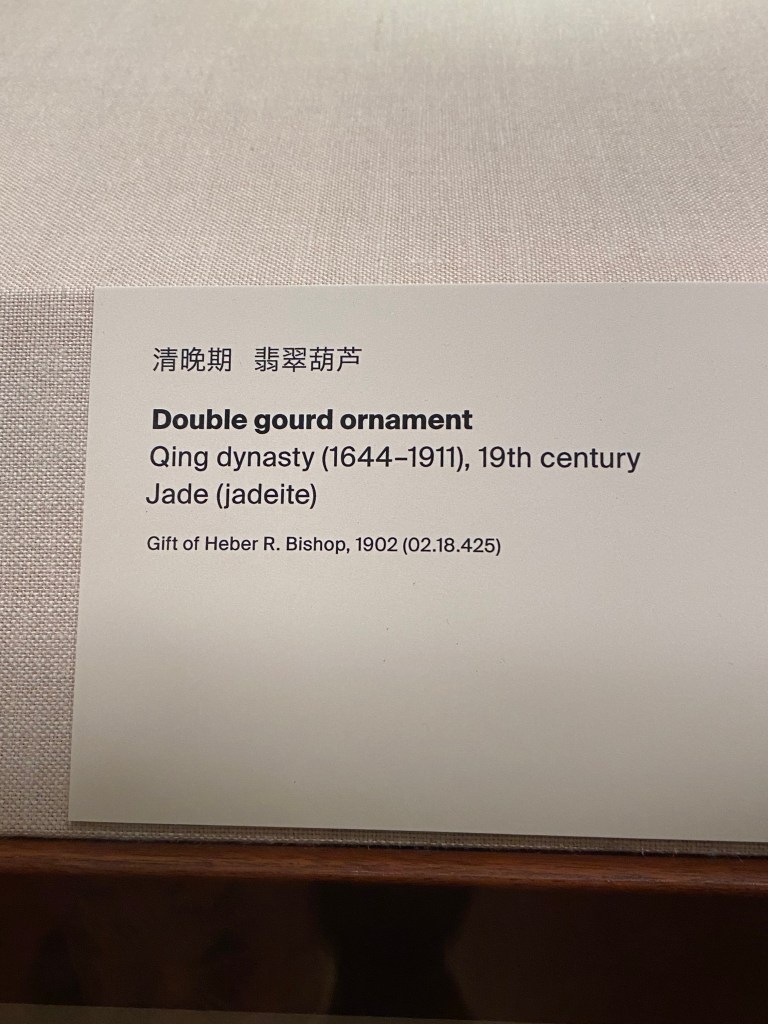 清晚期 翡翠葫芦
Double gourd ornament
Qing dynasty (1644–1911), 19th century
Jade (jadeite)
Gift of Heber R. Bishop, 1902 (02.18.425)